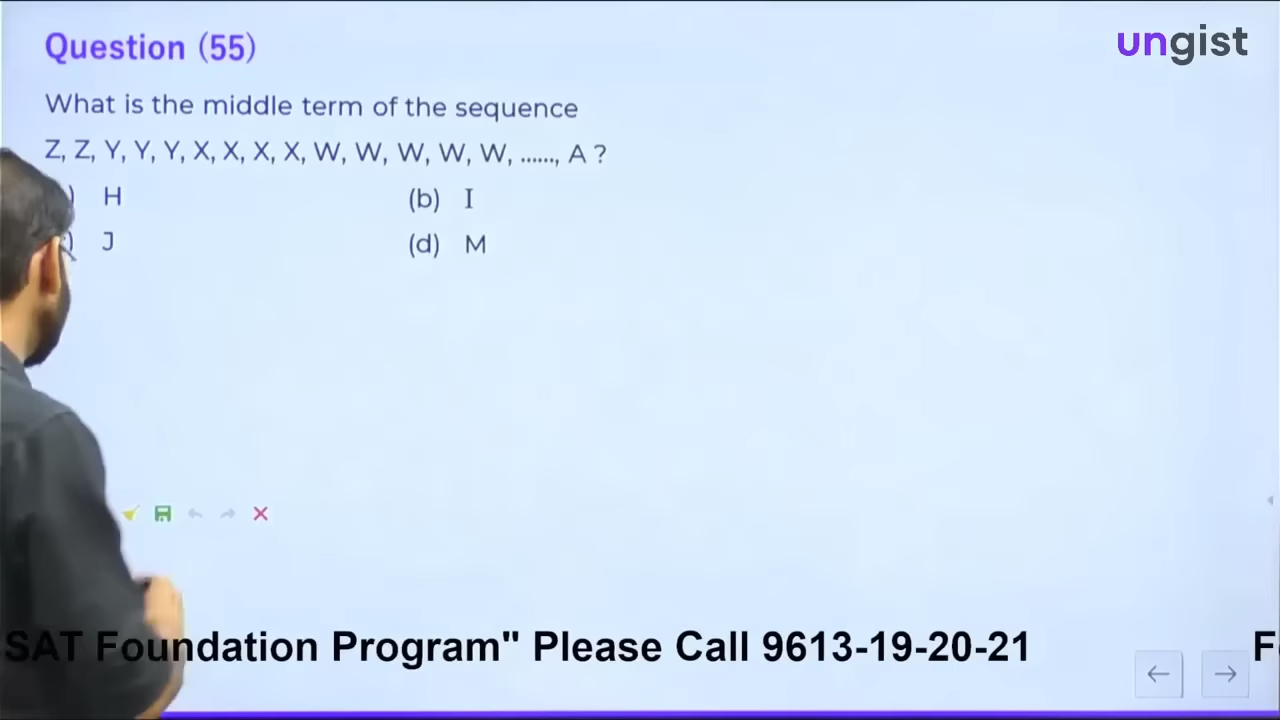 Question (55)
ungist
What is the middle term of the sequence
Z, Z, Y, Y, Y, X, X, X, X, W, W, W, W, W, ......, A ?
) H
(b) I
) J
(d) M
SAT Foundation Program" Please Call 9613-19-20-21